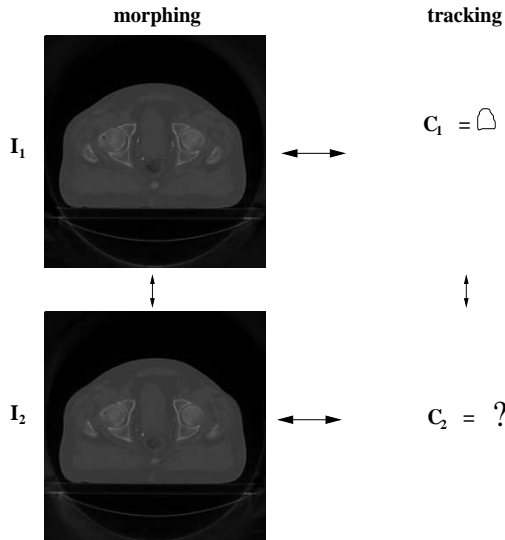 morphing tracking
I₁ C₁ =
I₂ C₂ = ?